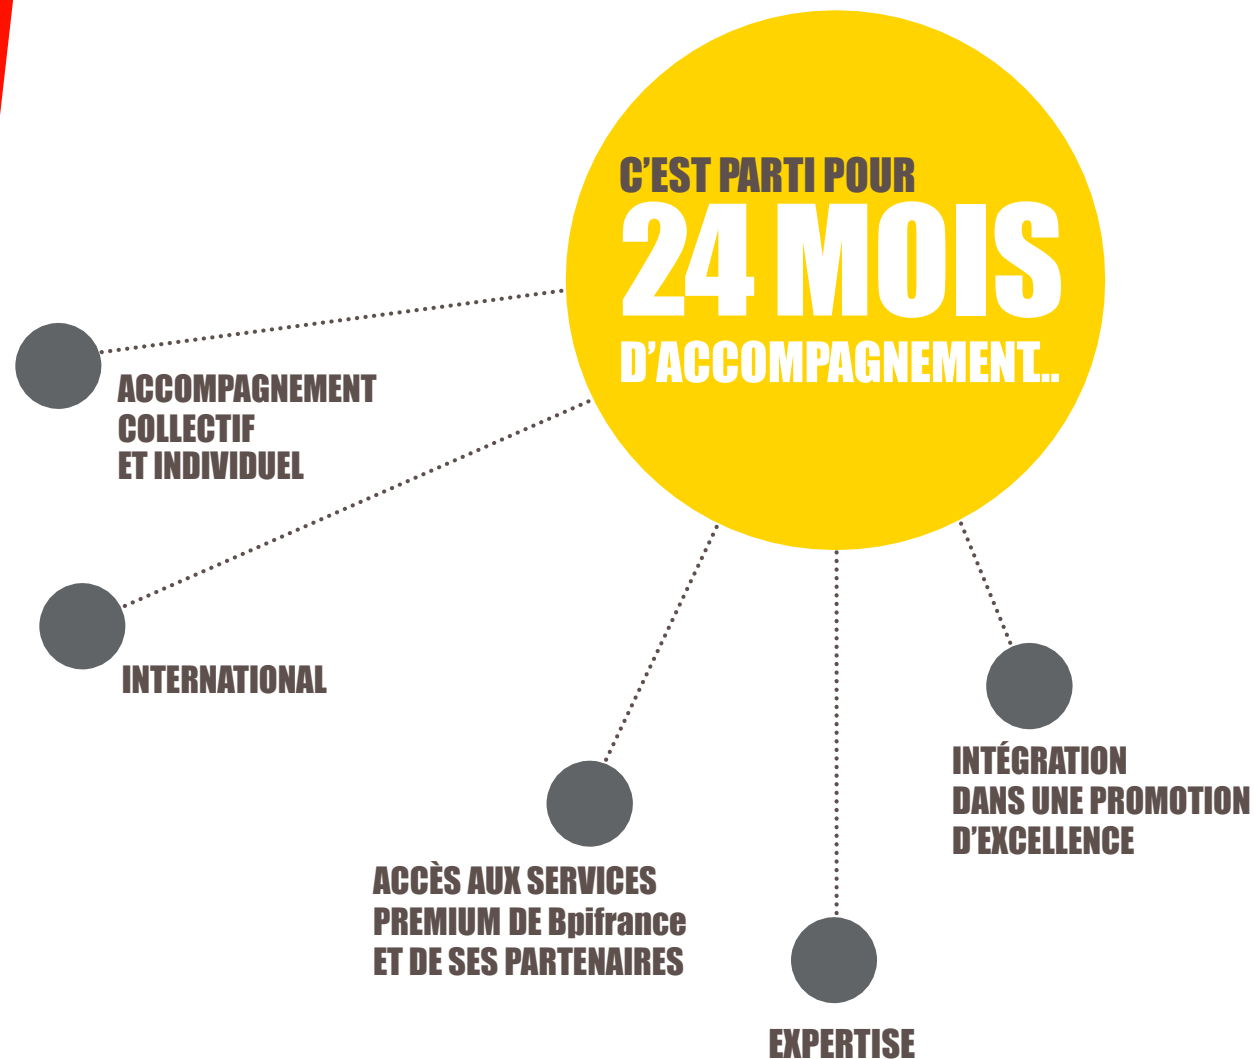 C’EST PARTI POUR
24 MOIS
D’ACCOMPAGNEMENT...
ACCOMPAGNEMENT
COLLECTIF
ET INDIVIDUEL
INTERNATIONAL
ACCÈS AUX SERVICES
PREMIUM DE Bpifrance
ET DE SES PARTENAIRES
EXPERTISE
INTÉGRATION
DANS UNE PROMOTION
D’EXCELLENCE